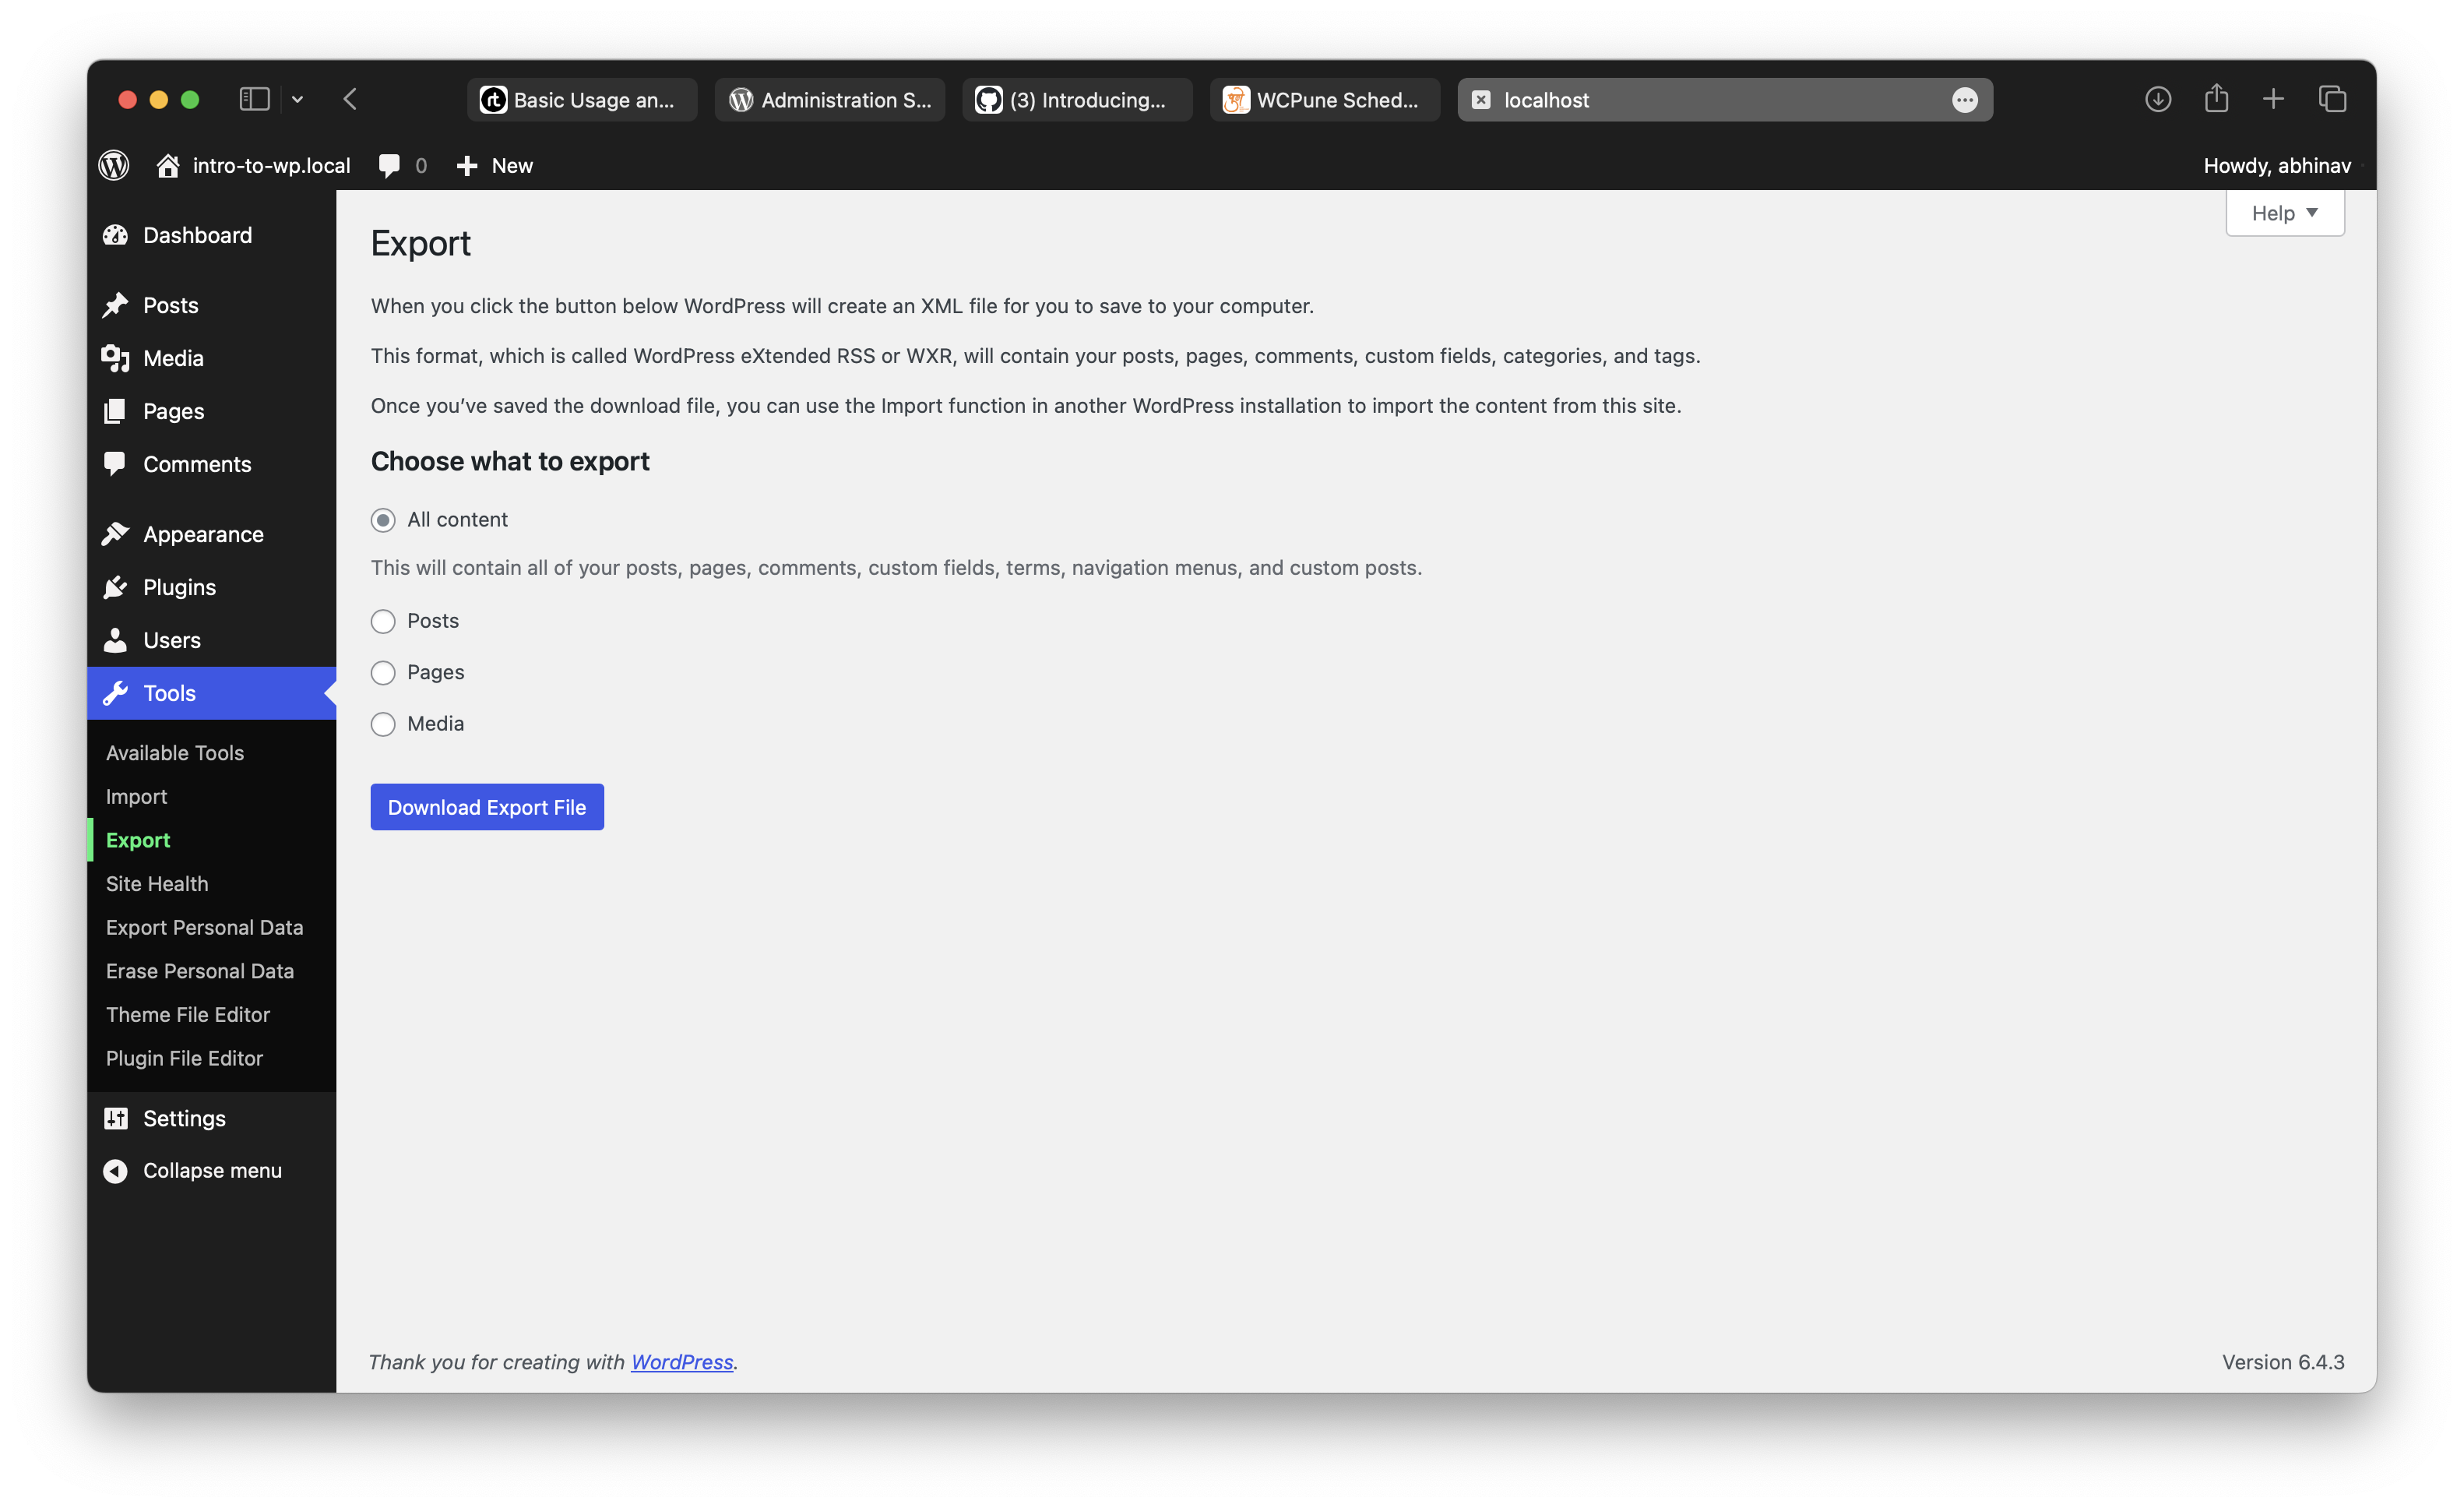 Basic Usage an...
Administration S...
(3) Introducing...
WCPune Sched...
localhost
intro-to-wp.local
0
New
Howdy, abhinav
Dashboard
Posts
Media
Pages
Comments
Appearance
Plugins
Users
Tools
Available Tools
Import
Export
Site Health
Export Personal Data
Erase Personal Data
Theme File Editor
Plugin File Editor
Settings
Collapse menu
Help
Export
When you click the button below WordPress will create an XML file for you to save to your computer.
This format, which is called WordPress eXtended RSS or WXR, will contain your posts, pages, comments, custom fields, categories, and tags.
Once you’ve saved the download file, you can use the Import function in another WordPress installation to import the content from this site.
Choose what to export
All content
This will contain all of your posts, pages, comments, custom fields, terms, navigation menus, and custom posts.
Posts
Pages
Media
Download Export File
Thank you for creating with WordPress.
Version 6.4.3